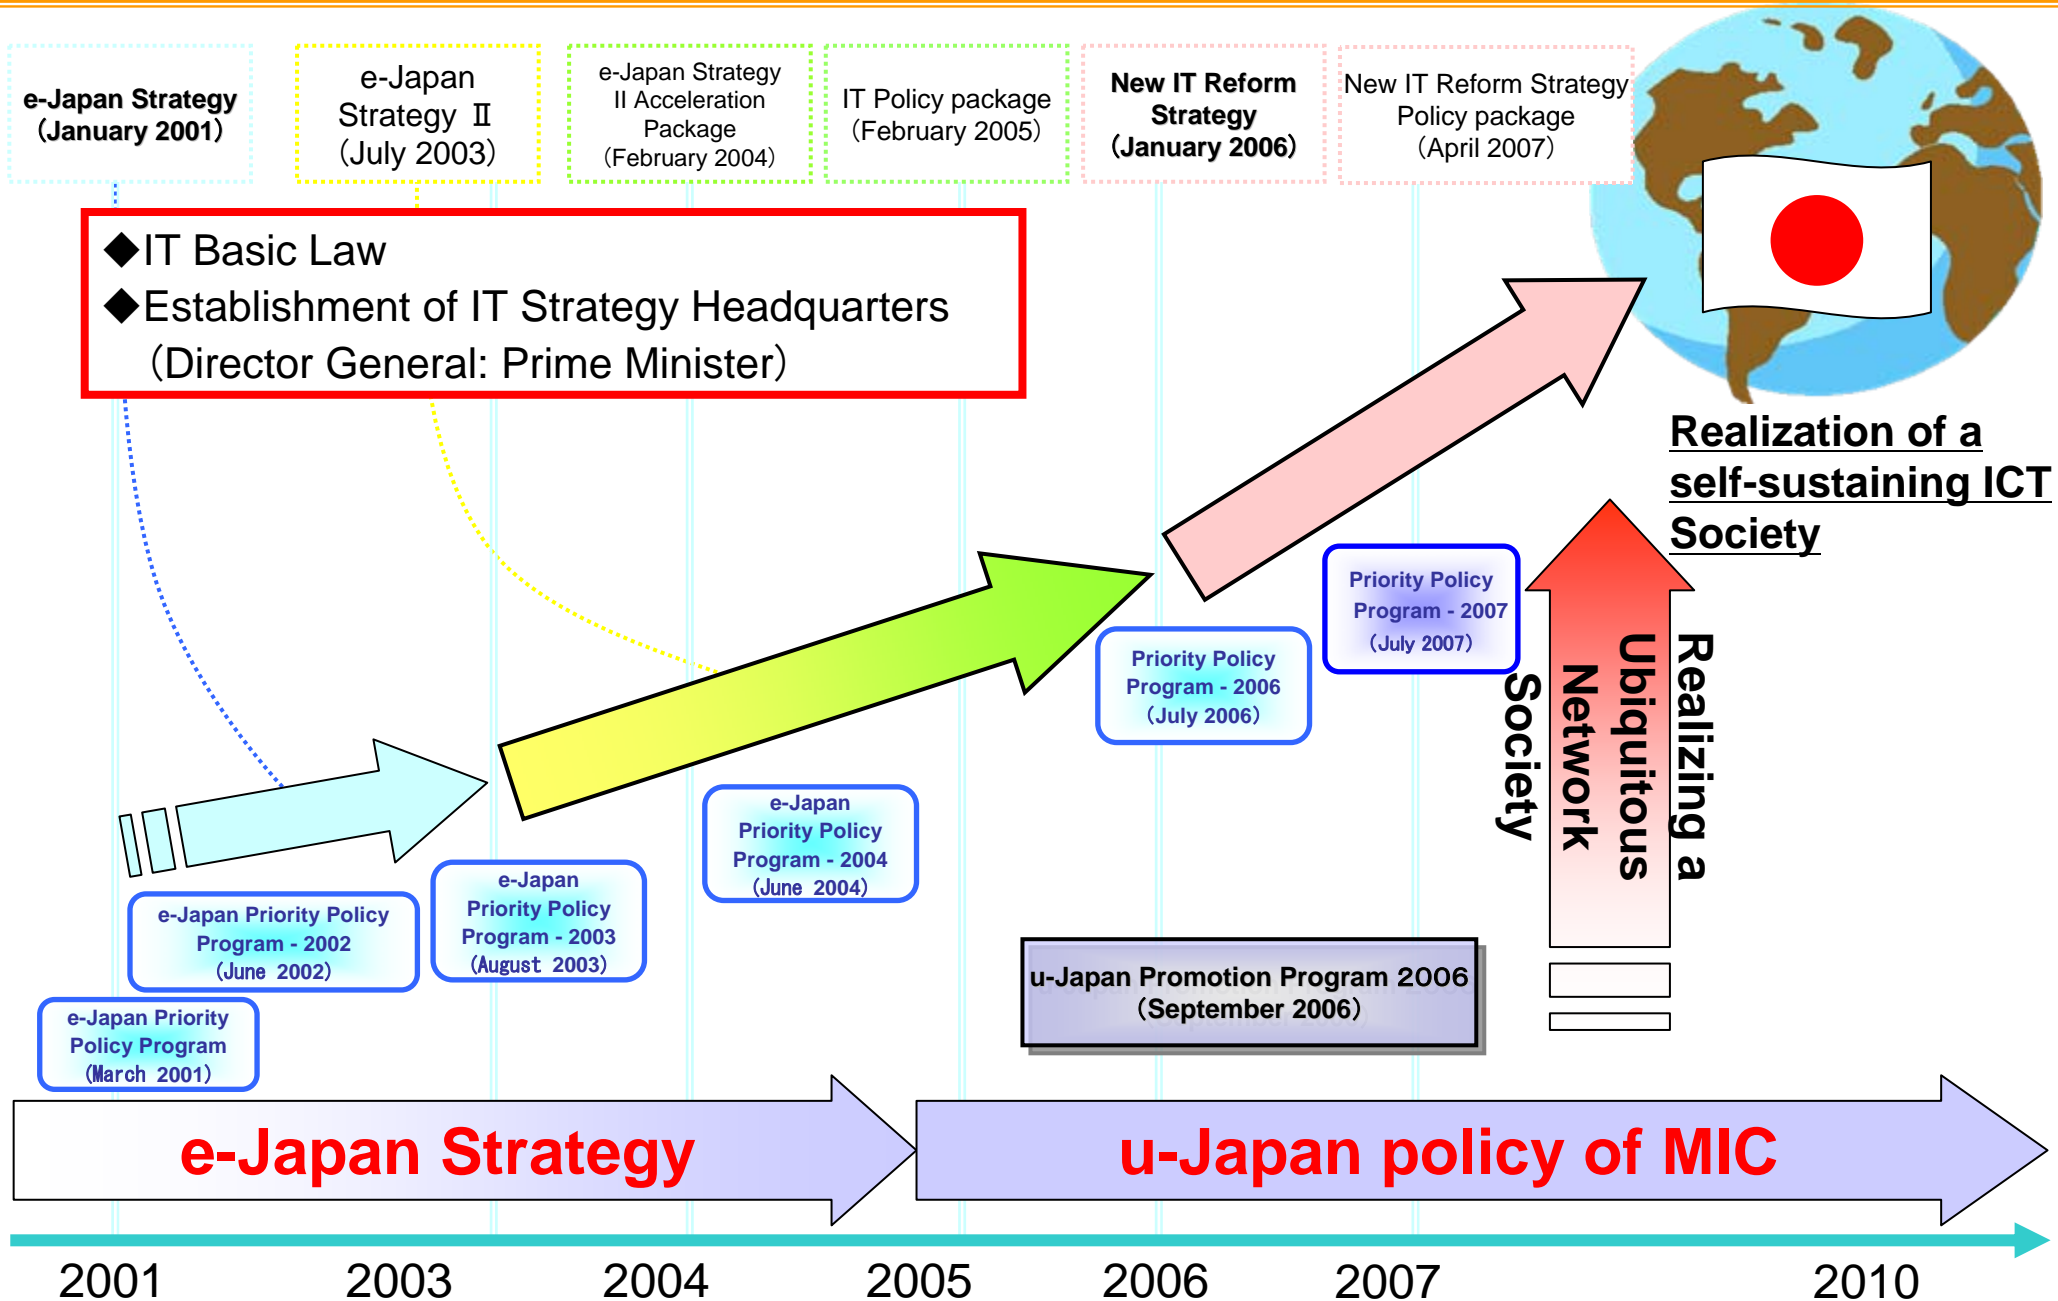 e-Japan Strategy
（January 2001）
e-Japan
Strategy Ⅱ
（July 2003）
e-Japan Strategy
II Acceleration
Package
（February 2004）
IT Policy package
（February 2005）
New IT Reform
Strategy
（January 2006）
New IT Reform Strategy
Policy package
（April 2007）
◆IT Basic Law
◆Establishment of IT Strategy Headquarters
（Director General: Prime Minister）
Realization of a
self-sustaining ICT
Society
Priority Policy
Program - 2007
（July 2007）
Priority Policy
Program - 2006
（July 2006）
Realizing a
Ubiquitous
Network
Society
e-Japan
Priority Policy
Program - 2004
（June 2004）
e-Japan
Priority Policy
Program - 2003
（August 2003）
e-Japan Priority Policy
Program - 2002
（June 2002）
e-Japan Priority
Policy Program
（March 2001）
u-Japan Promotion Program ２００６
（September 2006）
e-Japan Strategy
u-Japan policy of MIC
2001
2003
2004
2005
2006
2007
2010